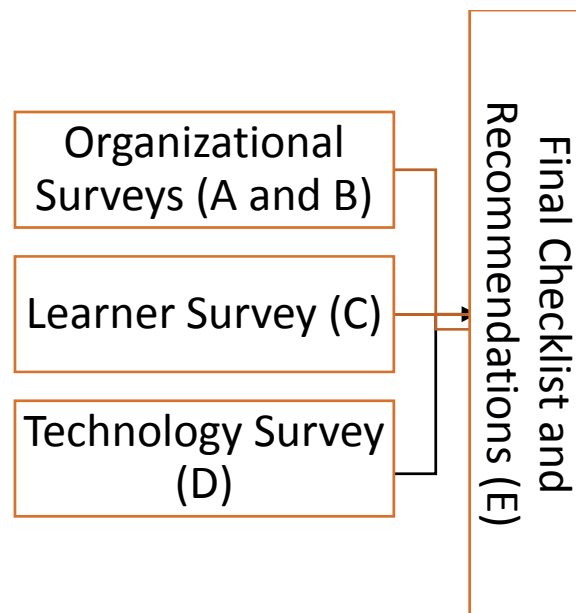 Organizational
Surveys (A and B)
Learner Survey (C)
Technology Survey
(D)
Final Checklist and
Recommendations (E)